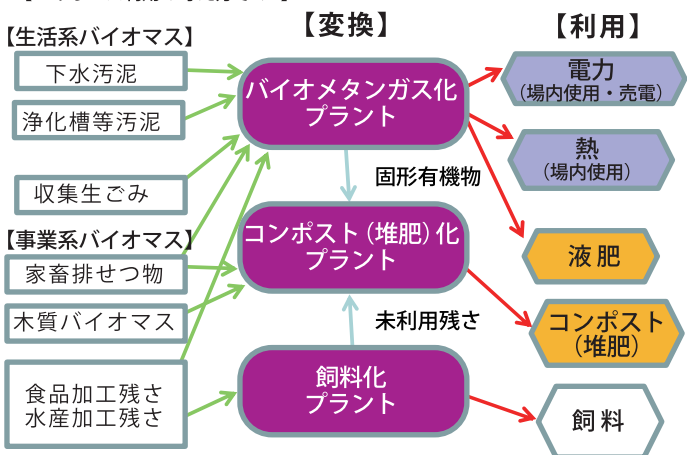 【変換】
【利用】
【生活系バイオマス】
下水汚泥
浄化槽等汚泥
収集生ごみ
【事業系バイオマス】
家畜排せつ物
木質バイオマス
食品加工残さ
水産加工残さ
バイオメタンガス化
プラント
固形有機物
コンポスト（堆肥）化
プラント
未利用残さ
飼料化
プラント
電力
（場内使用・売電）
熱
（場内使用）
液肥
コンポスト
（堆肥）
飼料